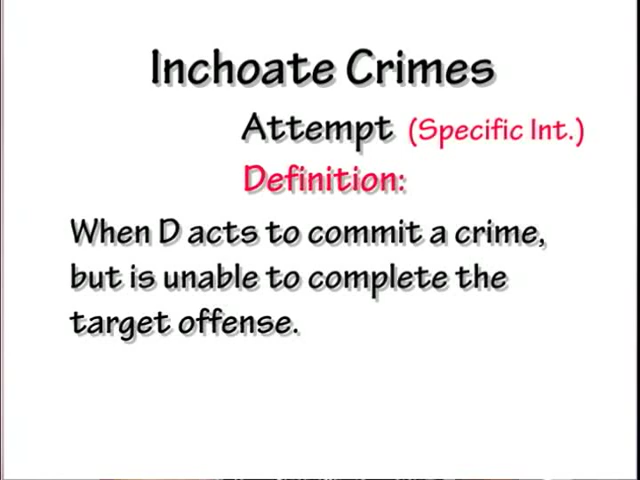 Inchoate Crimes
Attempt (Specific Int.)
Definition:
When D acts to commit a crime,
but is unable to complete the
target offense.